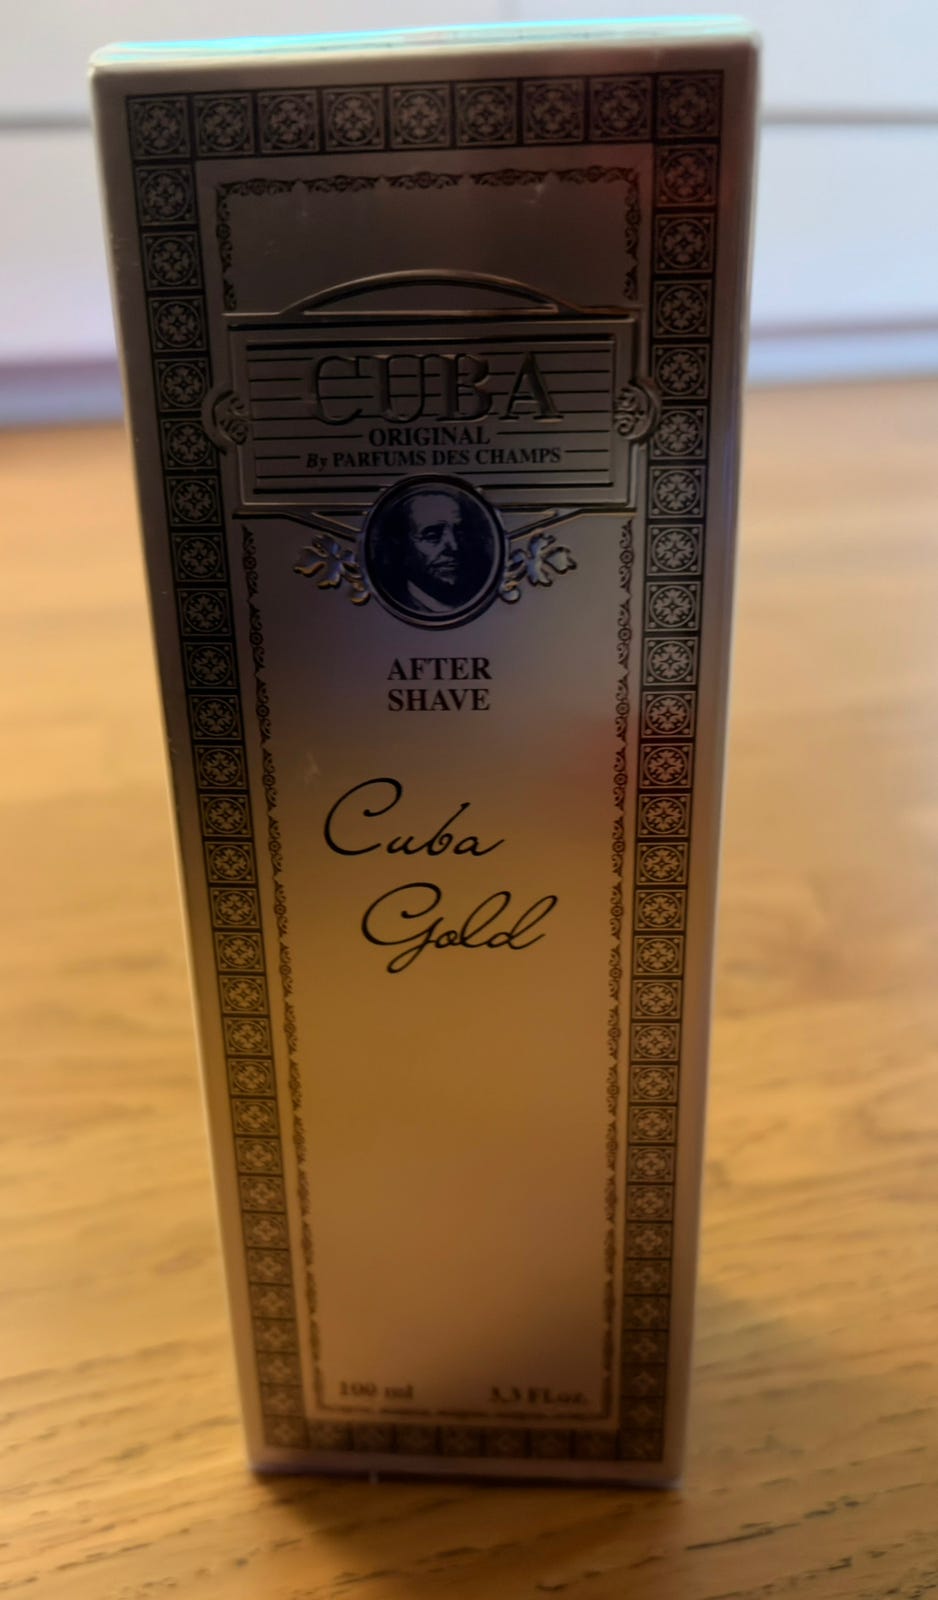 CUBA
ORIGINAL
By PARFUMS DES CHAMPS
AFTER
SHAVE
Cuba
Gold
100 ml 3,3 Fl.oz.